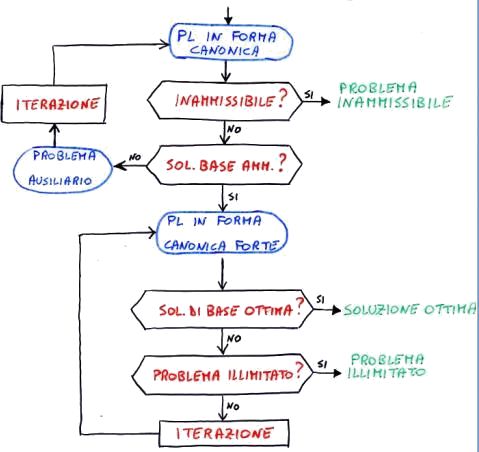 PL IN FORMA
CANONICA
ITERAZIONE
INAMMISSIBILE?
SI
PROBLEMA
INAMMISSIBILE
NO
PROBLEMA
AUSILIARIO
NO
SOL. BASE AMM.?
SI
PL IN FORMA
CANONICA FORTE
SOL. DI BASE OTTIMA?
SI
SOLUZIONE OTTIMA
NO
PROBLEMA ILLIMITATO?
SI
PROBLEMA
ILLIMITATO
NO
ITERAZIONE